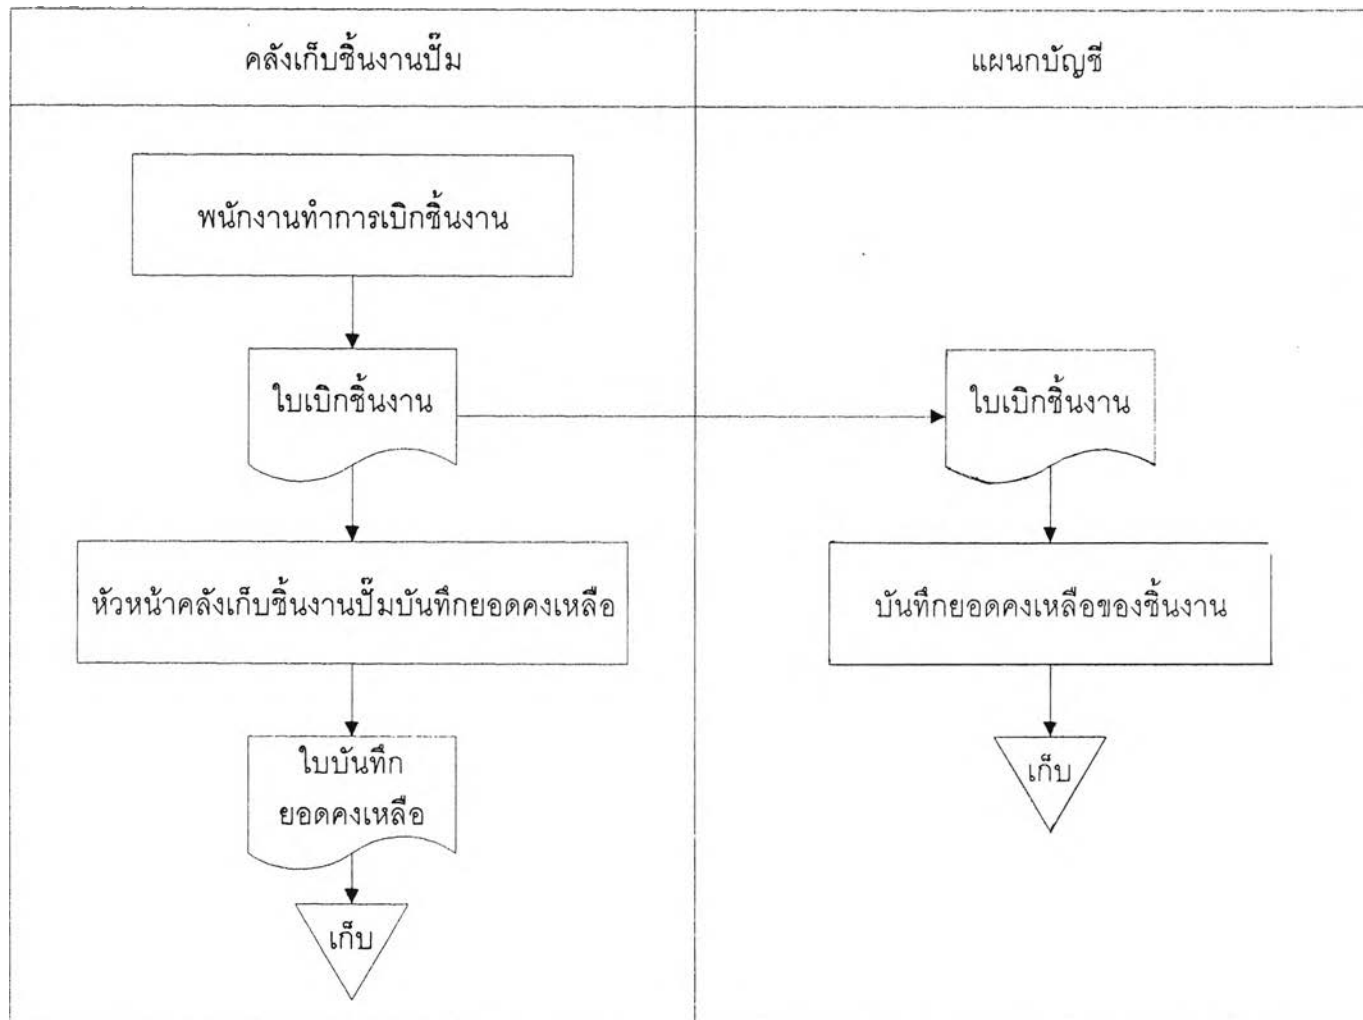 คลังเก็บชิ้นงานปั๊ม
แผนกบัญชี
พนักงานทำการเบิกชิ้นงาน
ใบเบิกชิ้นงาน
ใบเบิกชิ้นงาน
หัวหน้าคลังเก็บชิ้นงานปั๊มบันทึกยอดคงเหลือ
บันทึกยอดคงเหลือของชิ้นงาน
ใบบันทึก
ยอดคงเหลือ
เก็บ
เก็บ